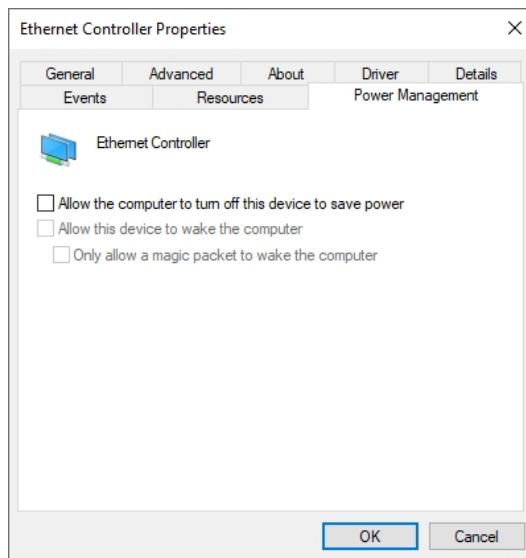 Ethernet Controller Properties
General Advanced About Driver Details
Events Resources Power Management
Ethernet Controller
Allow the computer to turn off this device to save power
Allow this device to wake the computer
Only allow a magic packet to wake the computer
OK Cancel